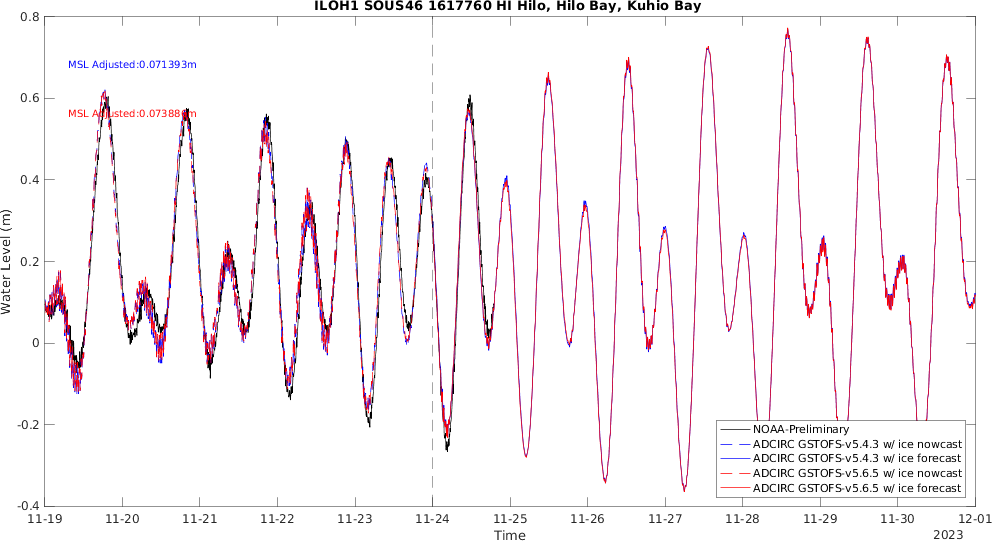 ILOH1 SOUS46 1617760 HI Hilo, Hilo Bay, Kuhio Bay
MSL Adjusted:0.071393m
MSL Adjusted:0.07388
Water Level (m)
0.8
0.6
0.4
0.2
0
-0.2
-0.4
11-19
11-20
11-21
11-22
11-23
11-24
11-25
11-26
11-27
11-28
11-29
11-30
12-01
Time
2023
NOAA-Preliminary
ADCIRC GSTOFS-v5.4.3 w/ ice nowcast
ADCIRC GSTOFS-v5.4.3 w/ ice forecast
ADCIRC GSTOFS-v5.6.5 w/ ice nowcast
ADCIRC GSTOFS-v5.6.5 w/ ice forecast